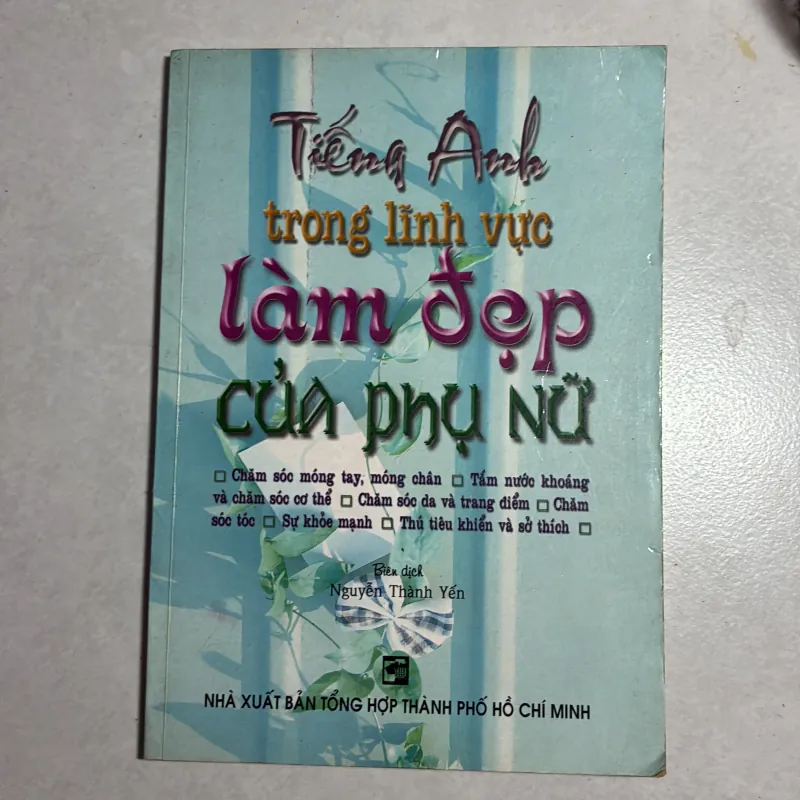 Tiếng Anh
trong lĩnh vực
làm đẹp
của phụ nữ
□ Chăm sóc móng tay, móng chân □ Tắm nước khoáng
và chăm sóc cơ thể □ Chăm sóc da và trang điểm □ Chăm
sóc tóc □ Sự khỏe mạnh □ Thú tiêu khiển và sở thích □
Biên dịch
Nguyễn Thành Yến
NHÀ XUẤT BẢN TỔNG HỢP THÀNH PHỐ HỒ CHÍ MINH